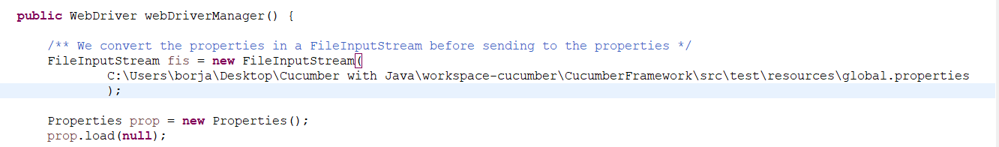 public WebDriver webDriverManager() {
/** We convert the properties in a FileInputStream before sending to the properties */
FileInputStream fis = new FileInputStream(
C:\Users\borja\Desktop\Cucumber with Java\workspace-cucumber\CucumberFramework\src\test\resources\global.properties
);
Properties prop = new Properties();
prop.load(null);